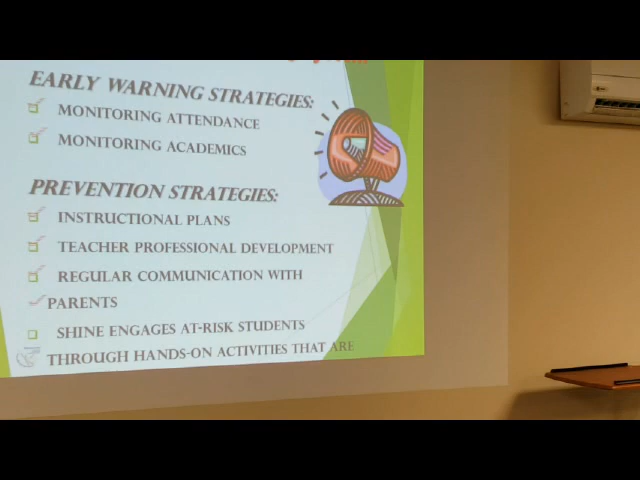 EARLY WARNING STRATEGIES:
MONITORING ATTENDANCE
MONITORING ACADEMICS
PREVENTION STRATEGIES:
INSTRUCTIONAL PLANS
TEACHER PROFESSIONAL DEVELOPMENT
REGULAR COMMUNICATION WITH
PARENTS
SHINE ENGAGES AT-RISK STUDENTS
THROUGH HANDS-ON ACTIVITIES THAT ARE